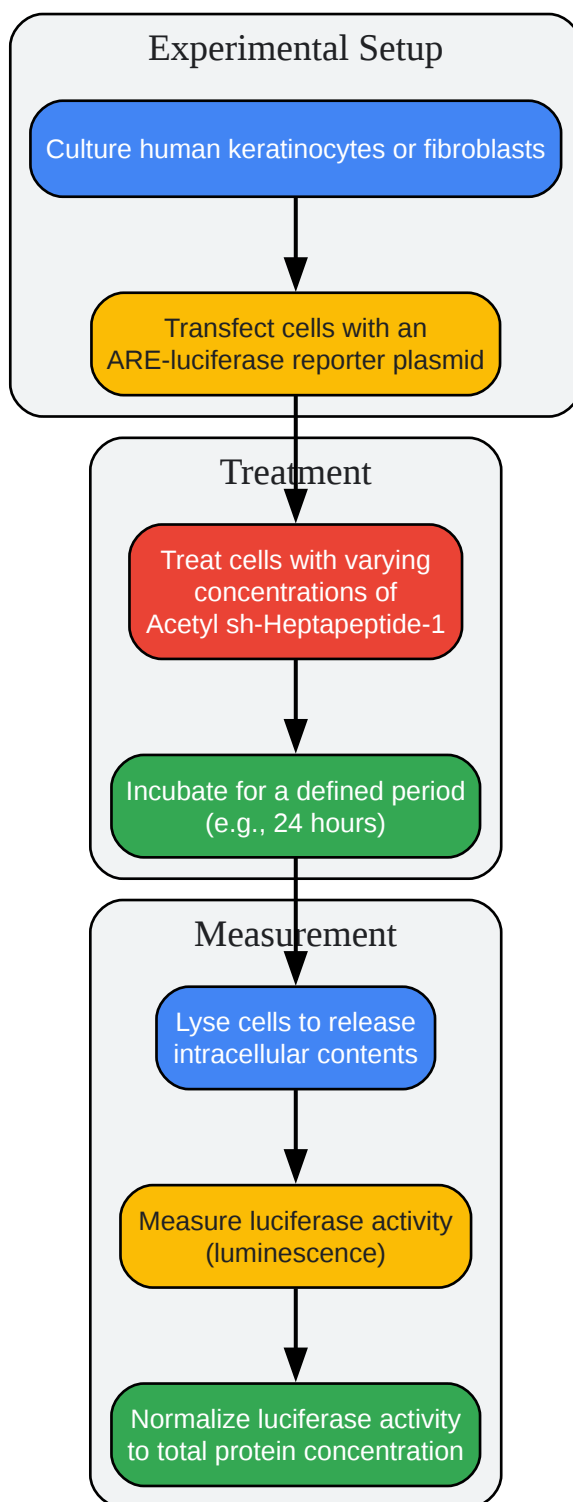 Experimental Setup
Culture human keratinocytes or fibroblasts
Transfect cells with an
ARE-luciferase reporter plasmid
Treatment
Treat cells with varying
concentrations of
Acetyl sh-Heptapeptide-1
Incubate for a defined period
(e.g., 24 hours)
Measurement
Lyse cells to release
intracellular contents
Measure luciferase activity
(luminescence)
Normalize luciferase activity
to total protein concentration